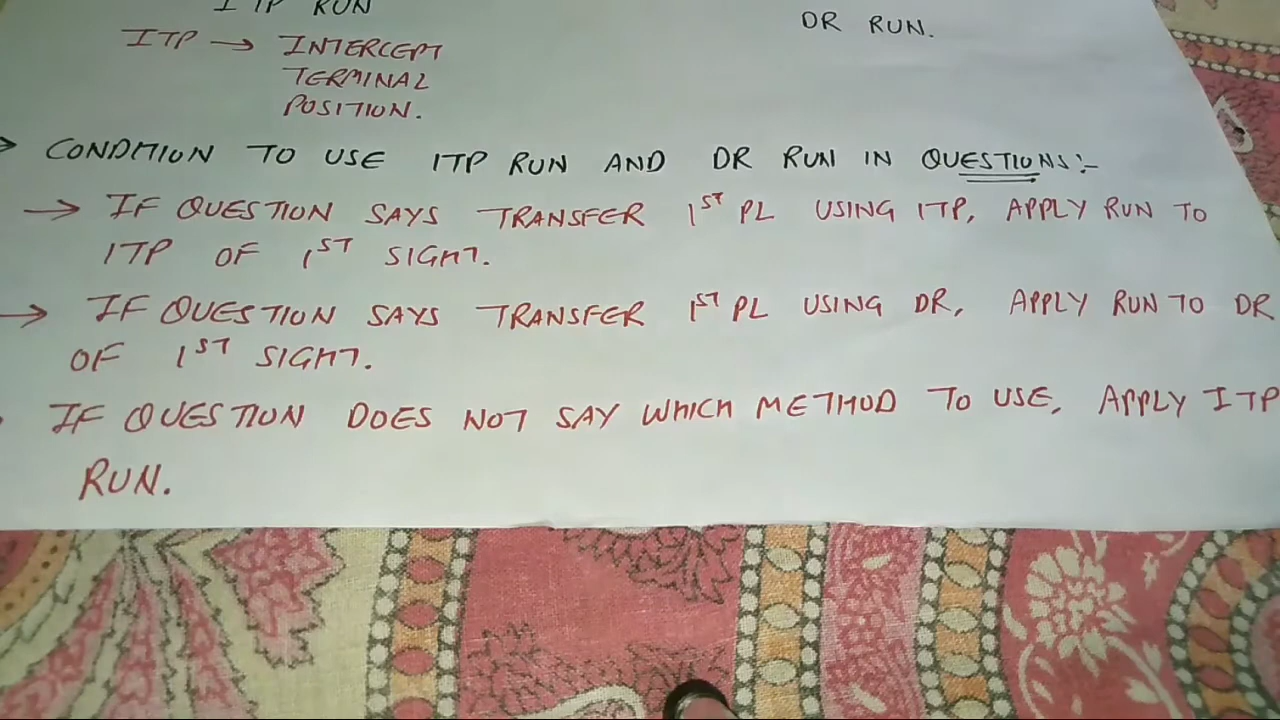 ITP RUN
DR RUN.
ITP → INTERCEPT
TERMINAL
POSITION.
→ CONDITION TO USE ITP RUN AND DR RUN IN QUESTIONS:-
→ IF QUESTION SAYS TRANSFER 1ST PL USING ITP, APPLY RUN TO
ITP OF 1ST SIGHT.
→ IF QUESTION SAYS TRANSFER 1ST PL USING DR, APPLY RUN TO DR
OF 1ST SIGHT.
IF QUESTION DOES NOT SAY WHICH METHOD TO USE, APPLY ITP
RUN.